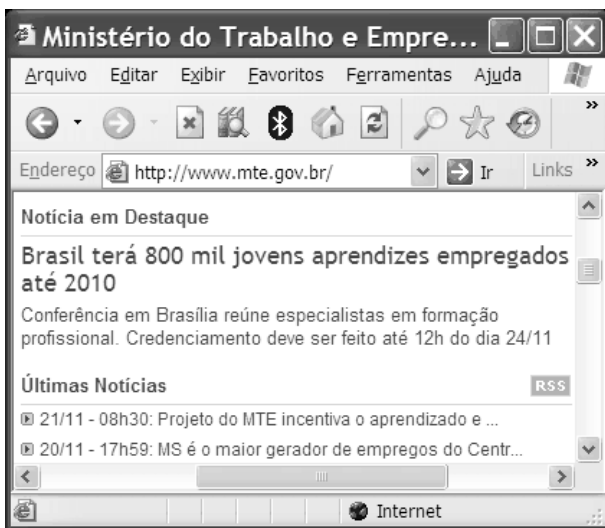 Ministério do Trabalho e Empre...
Arquivo Editar Exibir Favoritos Ferramentas Ajuda
»
Endereço http://www.mte.gov.br/ Ir Links »
Notícia em Destaque
Brasil terá 800 mil jovens aprendizes empregados
até 2010
Conferência em Brasília reúne especialistas em formação
profissional. Credenciamento deve ser feito até 12h do dia 24/11
Últimas Notícias RSS
21/11 - 08h30: Projeto do MTE incentiva o aprendizado e ...
20/11 - 17h59: MS é o maior gerador de empregos do Centr...
Internet